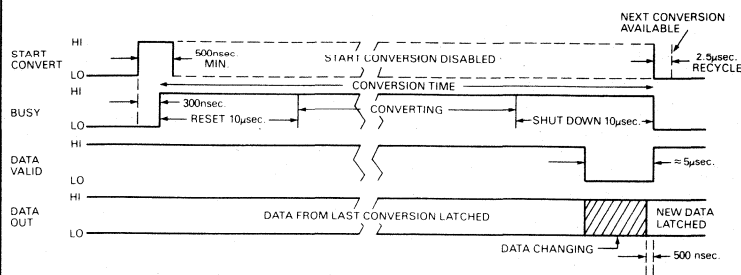 NEXT CONVERSION
AVAILABLE
START
CONVERT
HI
LO
500nsec.
MIN.
START CONVERSION DISABLED
2.5µsec.
RECYCLE
CONVERSION TIME
BUSY
HI
LO
300nsec.
RESET 10µsec.
CONVERTING
SHUT DOWN 10µsec.
DATA
VALID
HI
LO
≈ 5µsec.
DATA
OUT
HI
LO
DATA FROM LAST CONVERSION LATCHED
NEW DATA
LATCHED
DATA CHANGING
500 nsec.